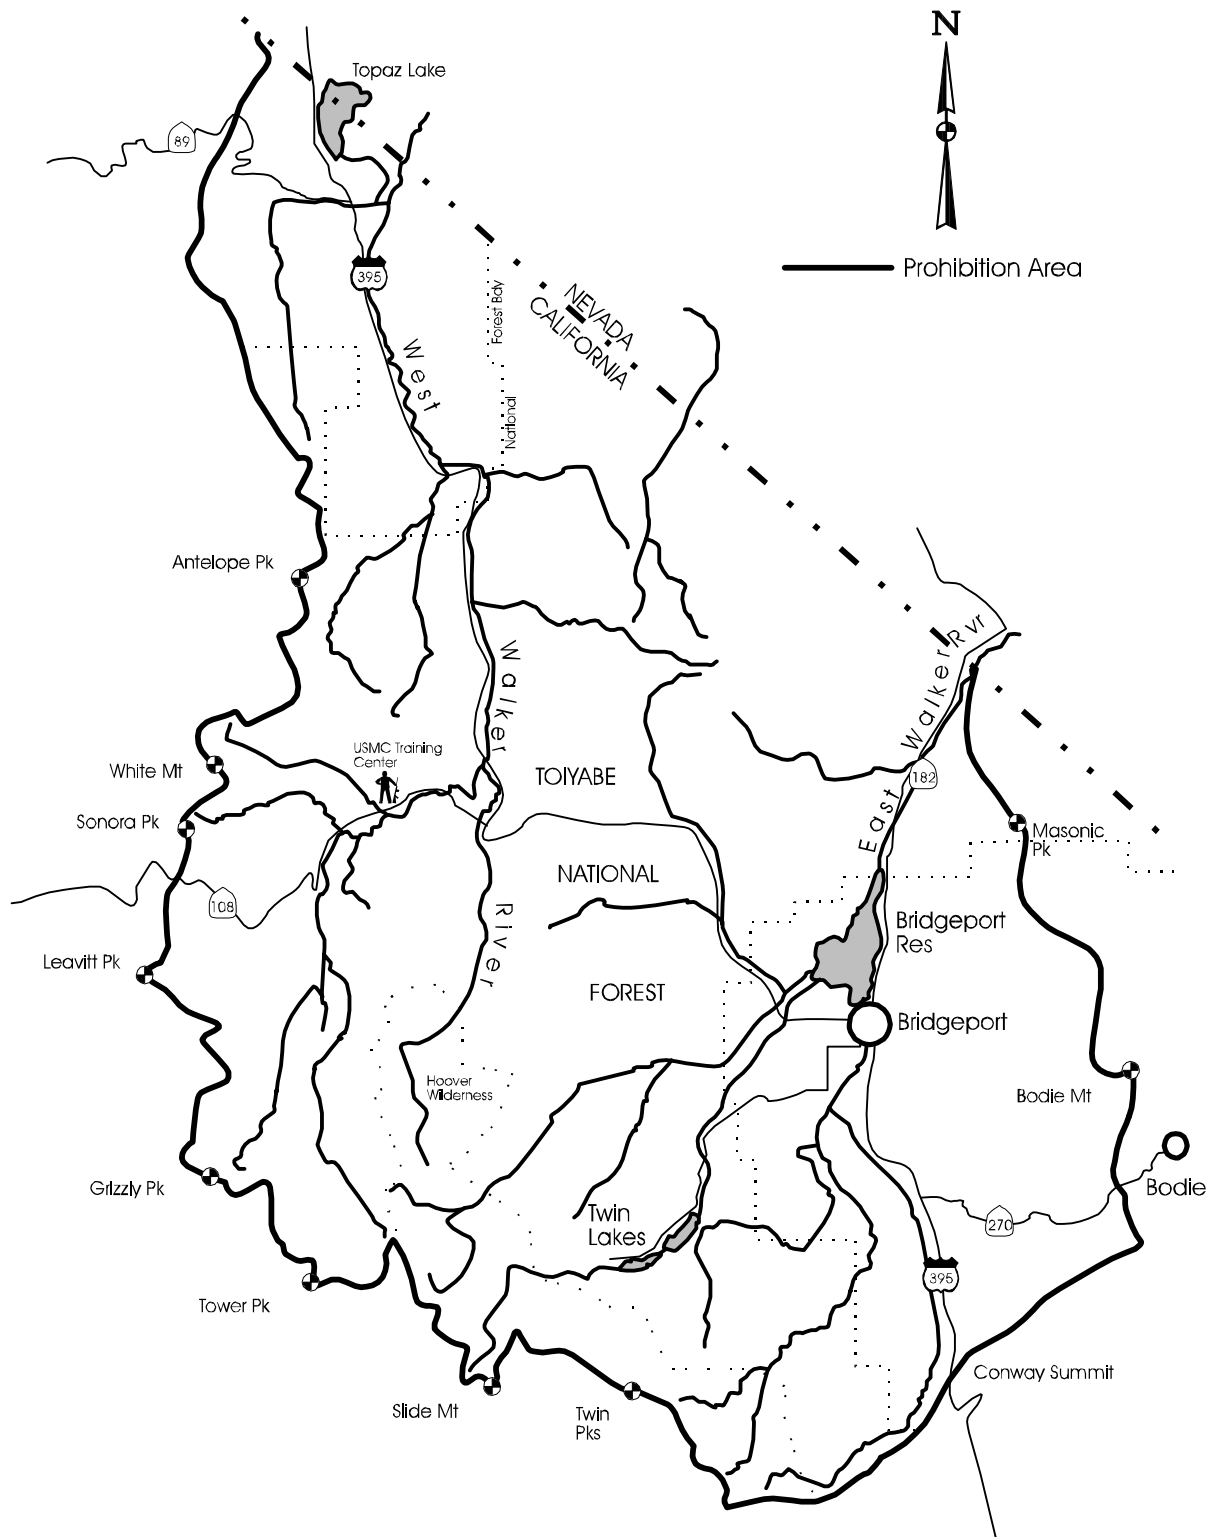 N
Topaz Lake
89
Prohibition Area
395
Forest Bdy
National
NEVADA
CALIFORNIA
West
Antelope Pk
Walker
East Walker Rvr
USMC Training
Center
White Mt
TOIYABE
182
Sonora Pk
Masonic
Pk
NATIONAL
108
River
Bridgeport
Res
Leavitt Pk
FOREST
Bridgeport
Hoover
Wilderness
Bodie Mt
Grizzly Pk
Bodie
Twin
Lakes
270
395
Tower Pk
Conway Summit
Slide Mt
Twin
Pks